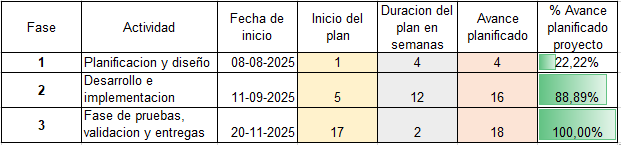 Fase Actividad Fecha de inicio Inicio del plan Duracion del plan en semanas Avance planificado % Avance planificado proyecto
1 Planificacion y diseño 08-08-2025 1 4 4 22,22%
2 Desarrollo e implementacion 11-09-2025 5 12 16 88,89%
3 Fase de pruebas, validacion y entregas 20-11-2025 17 2 18 100,00%